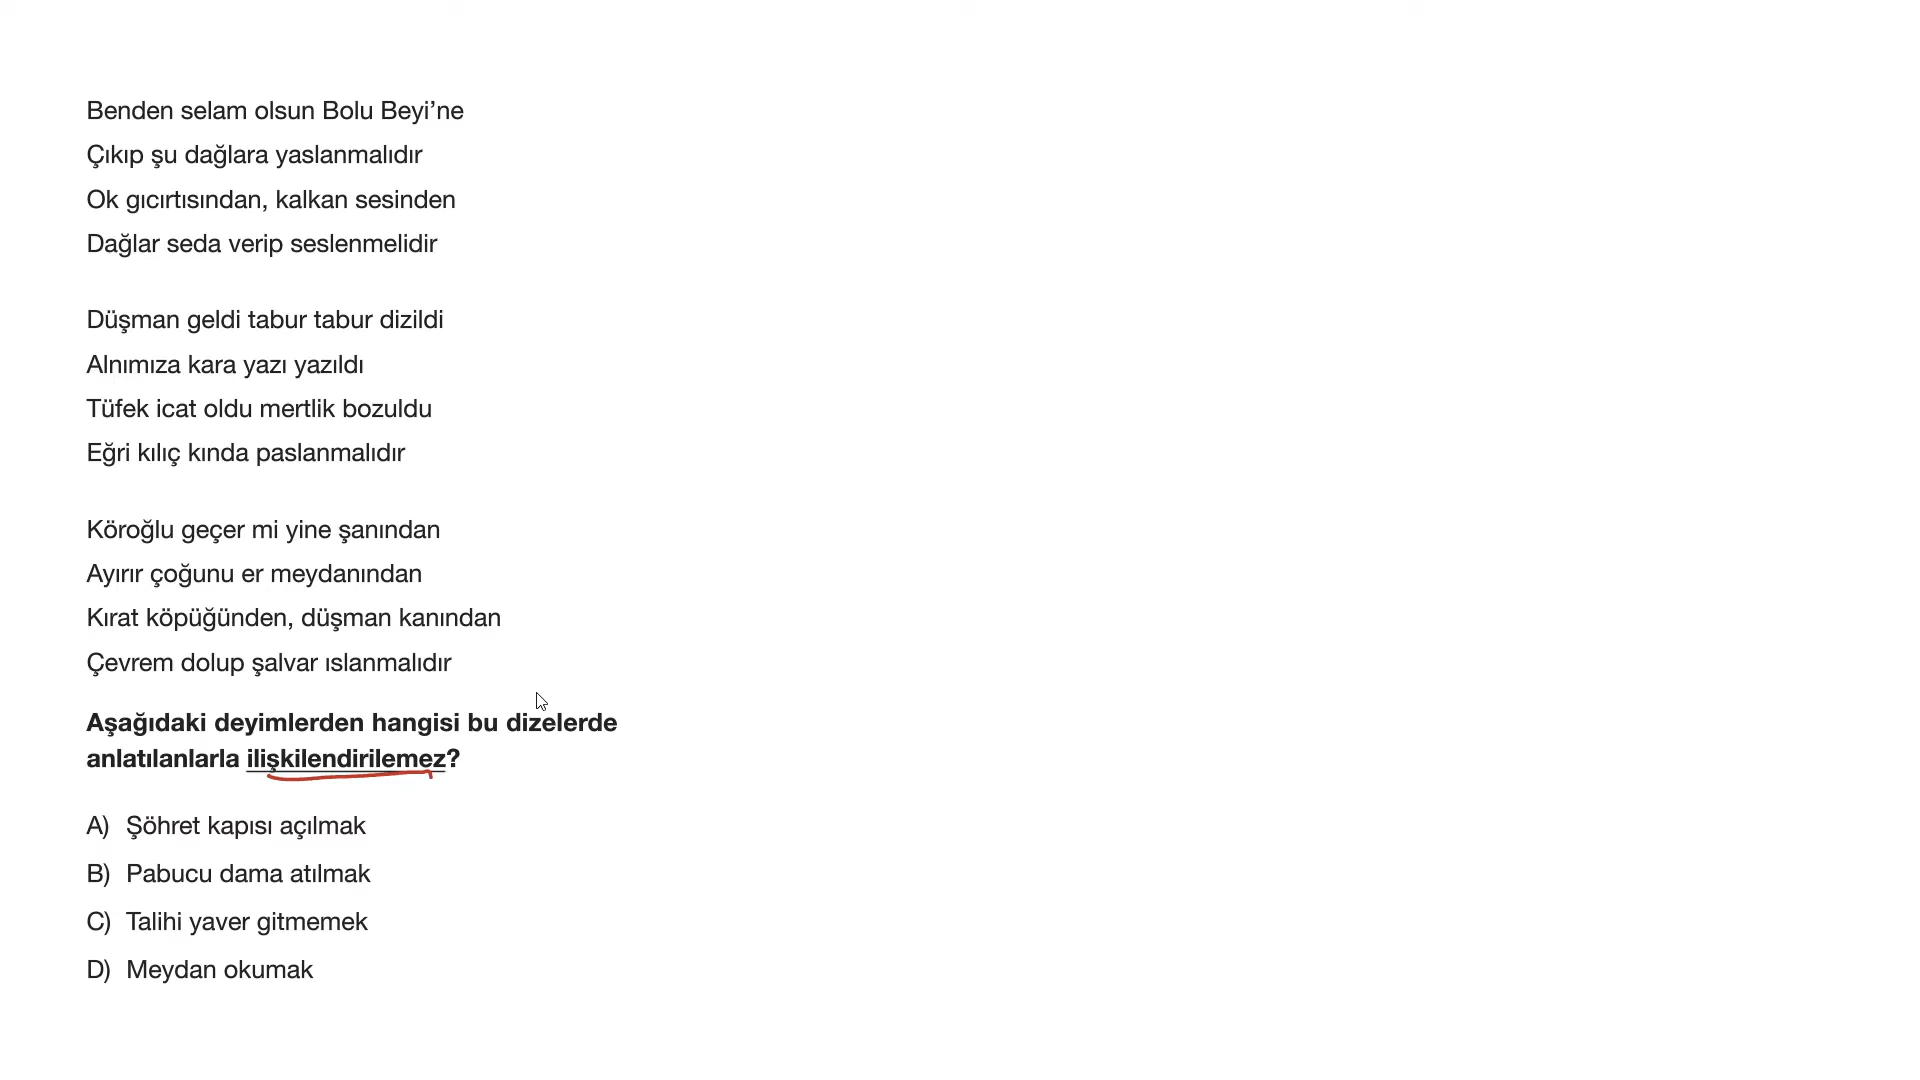 Benden selam olsun Bolu Beyi’ne
Çıkıp şu dağlara yaslanmalıdır
Ok gıcırtısından, kalkan sesinden
Dağlar seda verip seslenmelidir
Düşman geldi tabur tabur dizildi
Alnımıza kara yazı yazıldı
Tüfek icat oldu mertlik bozuldu
Eğri kılıç kında paslanmalıdır
Köroğlu geçer mi yine şanından
Ayırır çoğunu er meydanından
Kırat köpüğünden, düşman kanından
Çevrem dolup şalvar ıslanmalıdır
Aşağıdaki deyimlerden hangisi bu dizelerde
anlatılanlarla ilişkilendirilemez?
A) Şöhret kapısı açılmak
B) Pabucu dama atılmak
C) Talihi yaver gitmemek
D) Meydan okumak